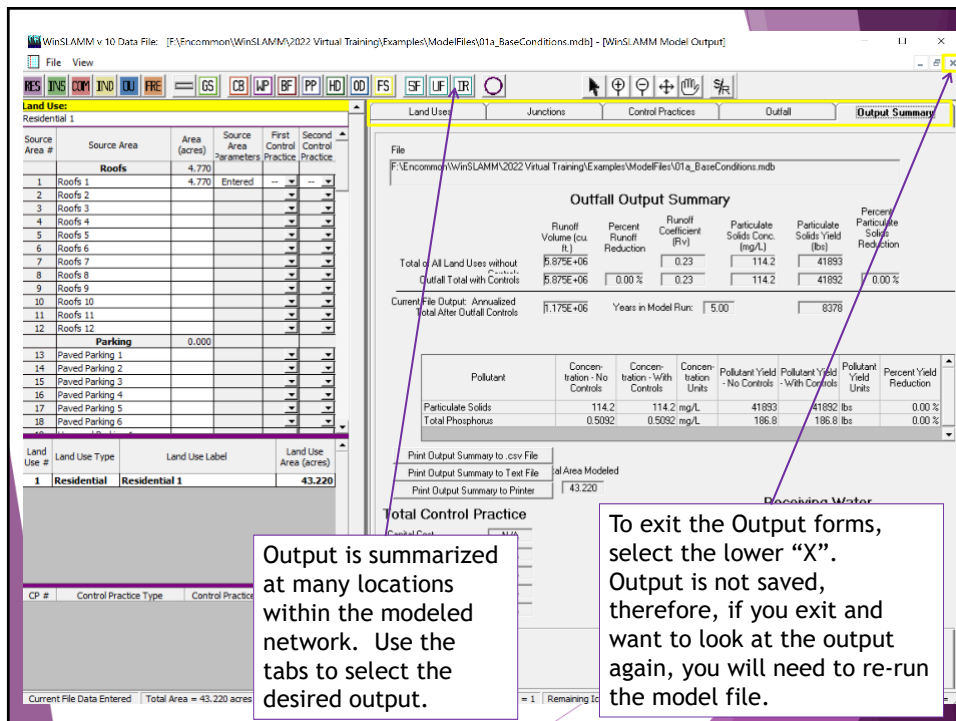 WinSLAMM v 10 Data File: [F:\Encommon\WinSLAMM\2022 Virtual Training\Examples\ModelFiles\01a_BaseConditions.mdb] - [WinSLAMM Model Output]
File View
RES INS COM IND OU FRE GS CB WP BF PP HD OD FS SF UF IR S/R
Land Use:
Residential 1
Source Area # Source Area Area (acres) Source Area Parameters First Control Practice Second Control Practice
Roofs 4.770
1 Roofs 1 4.770 Entered -- --
2 Roofs 2
3 Roofs 3
4 Roofs 4
5 Roofs 5
6 Roofs 6
7 Roofs 7
8 Roofs 8
9 Roofs 9
10 Roofs 10
11 Roofs 11
12 Roofs 12
Parking 0.000
13 Paved Parking 1
14 Paved Parking 2
15 Paved Parking 3
16 Paved Parking 4
17 Paved Parking 5
18 Paved Parking 6
Land Use # Land Use Type Land Use Label Land Use Area (acres)
1 Residential Residential 1 43.220
CP # Control Practice Type Control Practice
Land Uses Junctions Control Practices Outfall Output Summary
File
F:\Encommon\WinSLAMM\2022 Virtual Training\Examples\ModelFiles\01a_BaseConditions.mdb
Outfall Output Summary
Runoff Volume (cu. ft.) Percent Runoff Reduction Runoff Coefficient (Rv) Particulate Solids Conc. (mg/L) Particulate Solids Yield (lbs) Percent Particulate Solids Reduction
Total of All Land Uses without 5.875E+06 0.23 114.2 41893
Outfall Total with Controls 5.875E+06 0.00 % 0.23 114.2 41892 0.00 %
Current File Output: Annualized Total After Outfall Controls 1.175E+06 Years in Model Run: 5.00 8378
Pollutant Concen-tration - No Controls Concen-tration - With Controls Concen-tration Units Pollutant Yield - No Controls Pollutant Yield - With Controls Pollutant Yield Units Percent Yield Reduction
Particulate Solids 114.2 114.2 mg/L 41893 41892 lbs 0.00 %
Total Phosphorus 0.5092 0.5092 mg/L 186.8 186.8 lbs 0.00 %
Print Output Summary to .csv File
Print Output Summary to Text File al Area Modeled
Print Output Summary to Printer 43.220
Total Control Practice
Receiving Water
Capital Cost N/A
Output is summarized
at many locations
within the modeled
network. Use the
tabs to select the
desired output.
To exit the Output forms,
select the lower “X”.
Output is not saved,
therefore, if you exit and
want to look at the output
again, you will need to re-run
the model file.
Current File Data Entered Total Area = 43.220 acres = 1 Remaining Ic